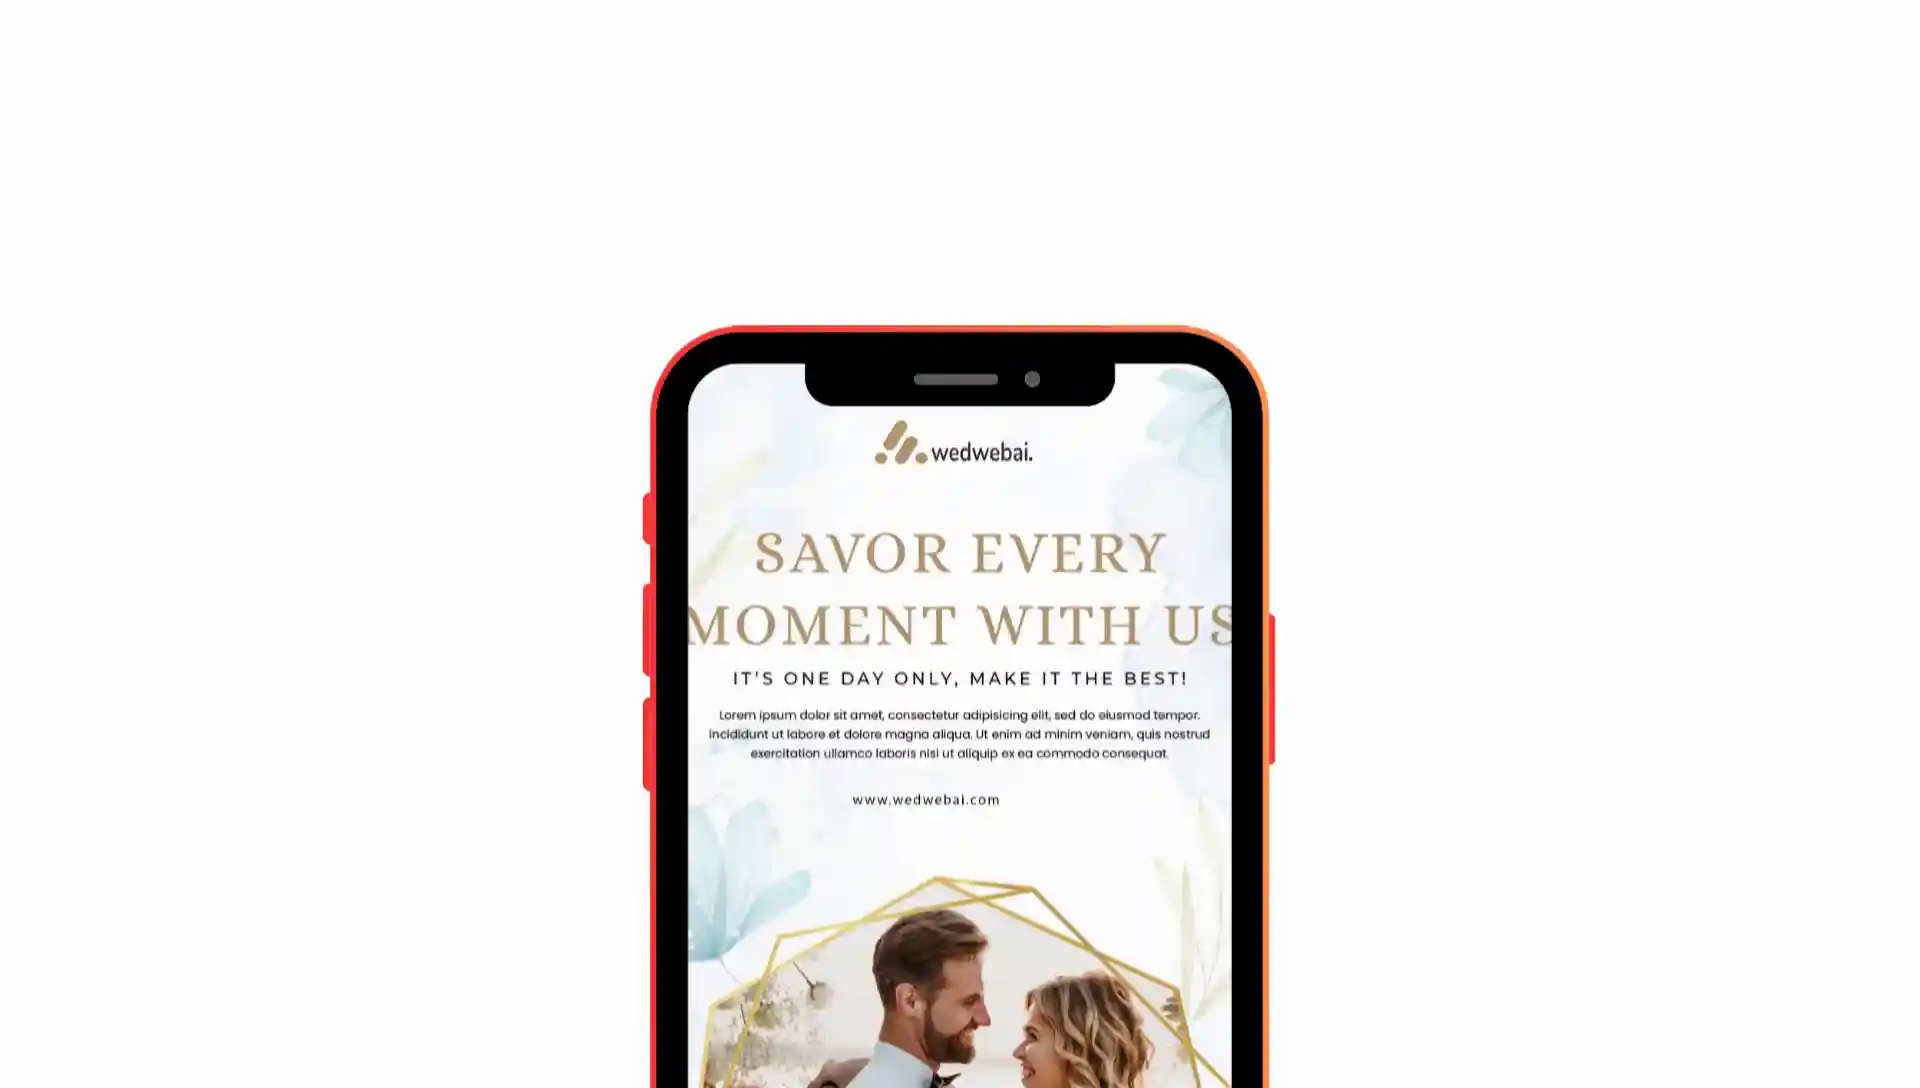 wedwebai.
SAVOR EVERY
MOMENT WITH US
IT'S ONE DAY ONLY, MAKE IT THE BEST!
Lorem ipsum dolor sit amet, consectetur adipisicing elit, sed do eiusmod tempor.
incididunt ut labore et dolore magna aliqua. Ut enim ad minim veniam, quis nostrud
exercitation ullamco laboris nisi ut aliquip ex ea commodo consequat.
www.wedwebai.com